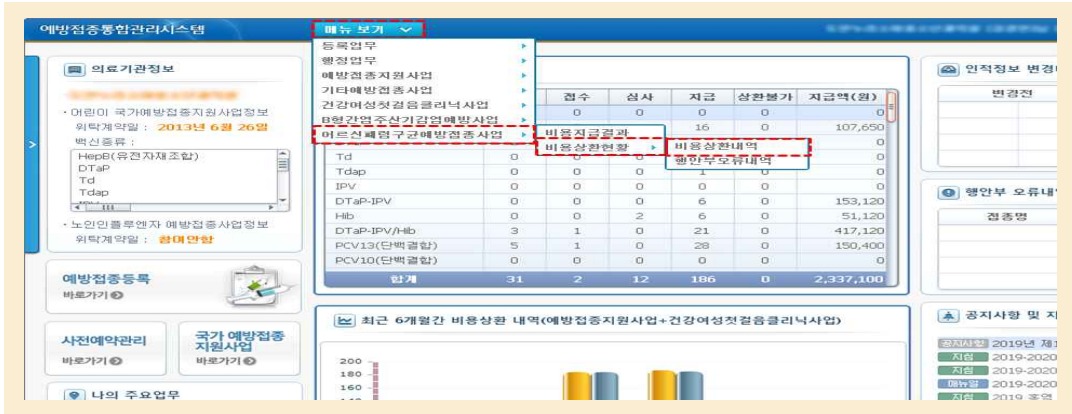 예방접종통합관리시스템
메뉴 보기
의료기관정보
· 어린이 국가예방접종지원사업정보
위탁계약일 : 2013년 6월 26일
백신종류 :
HepB(유전자재조합)
DTaP
Td
Tdap
· 노인인플루엔자 예방접종사업정보
위탁계약일 : 참여안함
예방접종등록
바로가기
사전예약관리
바로가기
국가 예방접종
지원사업
바로가기
나의 주요업무
등록업무
행정업무
예방접종지원사업
기타예방접종사업
건강여성첫걸음클리닉사업
B형간염주산기감염예방사업
어르신폐렴구균예방접종사업
비용지급결과
비용상환현황
비용상환내역
행안부오류내역
접수 심사 지급 상환불가 지급액(원)
0 0 0 0 0
16 0 107,650
Td 0 0 0 0
Tdap 0 0 0 1 0 0
IPV 0 0 0 0 0 0
DTaP-IPV 0 0 0 6 0 153,120
Hib 0 0 2 6 0 51,120
DTaP-IPV/Hib 3 1 0 21 0 417,120
PCV13(단백결합) 5 1 0 28 0 150,400
PCV10(단백결합) 0 0 0 0 0 0
합계 31 2 12 186 0 2,337,100
최근 6개월간 비용상환 내역(예방접종지원사업+건강여성첫걸음클리닉사업)
200
180
160
인적정보 변경
변경전
행안부 오류내
접종명
공지사항 및 지
공지사항 2019년 제1
지침 2019-2020
지침 2019-2020
매뉴얼 2019-2020
지침 2019 홍역